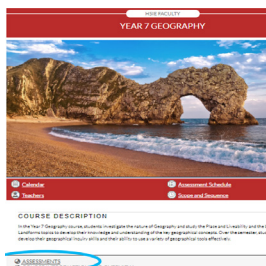 HSIE FACULTY
YEAR 7 GEOGRAPHY
Calendar
Assessment Schedule
Teachers
Scope and Sequence
COURSE DESCRIPTION
In the Year 7 Geography course, students investigate the nature of Geography and study the Place and Liveability and the
Landforms topics to develop their knowledge and understanding of the key geographical concepts. Over the semester, stu
develop their geographical inquiry skills and their ability to use a variety of geographical tools effectively.
ASSESSMENTS